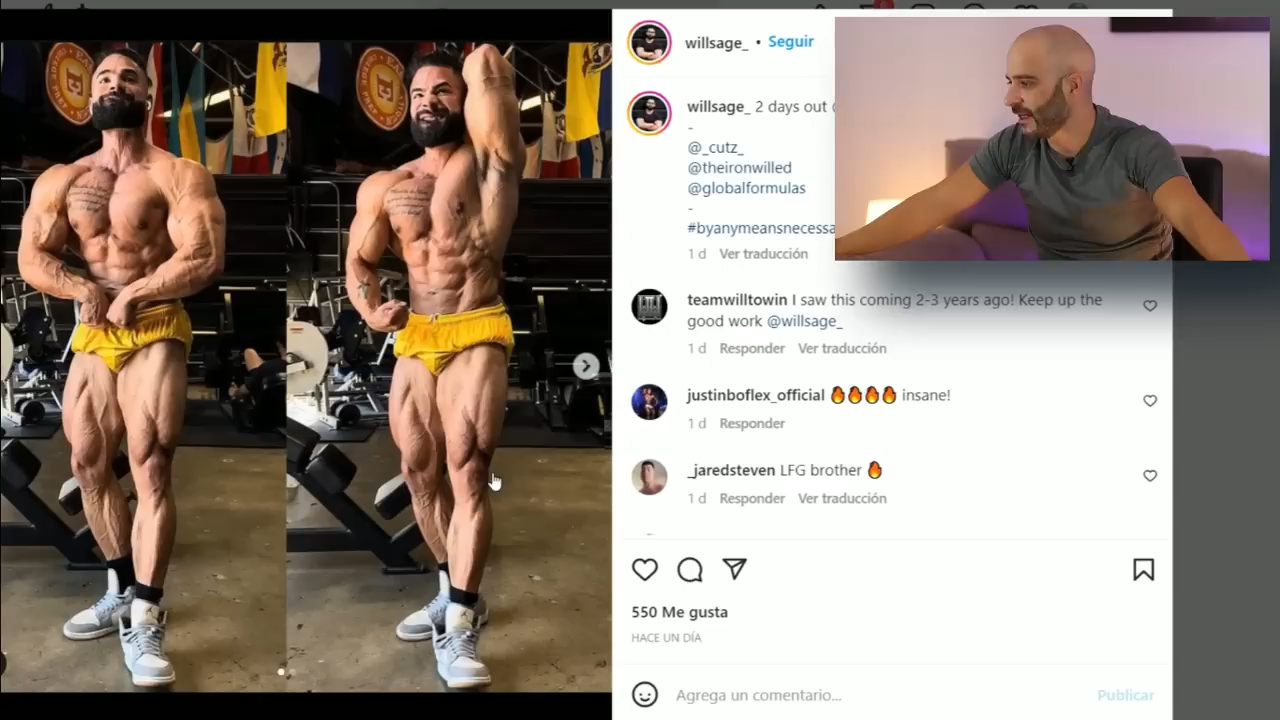 willsage_ • Seguir
willsage_ 2 days out
-
@_cutz_
@theironwilled
@globalformulas
-
#byanymeansnecessa
1 d Ver traducción
teamwilltowin I saw this coming 2-3 years ago! Keep up the
good work @willsage_
1 d Responder Ver traducción
justinboflex_official 🔥🔥🔥🔥 insane!
1 d Responder
_jaredsteven LFG brother 🔥
1 d Responder Ver traducción
550 Me gusta
HACE UN DÍA
Agrega un comentario...
Publicar